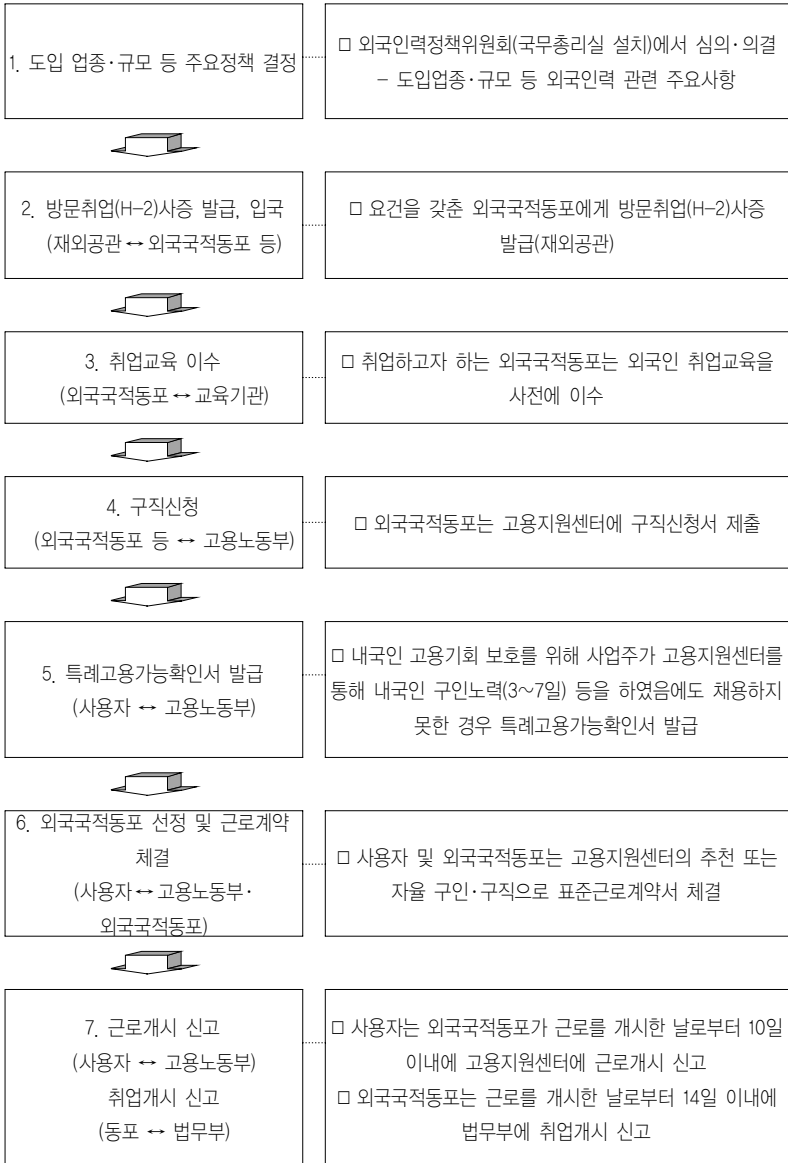 1. 도입 업종·규모 등 주요정책 결정
□ 외국인력정책위원회(국무총리실 설치)에서 심의·의결
- 도입업종·규모 등 외국인력 관련 주요사항
2. 방문취업(H-2)사증 발급, 입국
(재외공관 ↔ 외국국적동포 등)
□ 요건을 갖춘 외국국적동포에게 방문취업(H-2)사증
발급(재외공관)
3. 취업교육 이수
(외국국적동포 ↔ 교육기관)
□ 취업하고자 하는 외국국적동포는 외국인 취업교육을
사전에 이수
4. 구직신청
(외국국적동포 등 ↔ 고용노동부)
□ 외국국적동포는 고용지원센터에 구직신청서 제출
5. 특례고용가능확인서 발급
(사용자 ↔ 고용노동부)
□ 내국인 고용기회 보호를 위해 사업주가 고용지원센터를
통해 내국인 구인노력(3~7일) 등을 하였음에도 채용하지
못한 경우 특례고용가능확인서 발급
6. 외국국적동포 선정 및 근로계약
체결
(사용자 ↔ 고용노동부·
외국국적동포)
□ 사용자 및 외국국적동포는 고용지원센터의 추천 또는
자율 구인·구직으로 표준근로계약서 체결
7. 근로개시 신고
(사용자 ↔ 고용노동부)
취업개시 신고
(동포 ↔ 법무부)
□ 사용자는 외국국적동포가 근로를 개시한 날로부터 10일
이내에 고용지원센터에 근로개시 신고
□ 외국국적동포는 근로를 개시한 날로부터 14일 이내에
법무부에 취업개시 신고